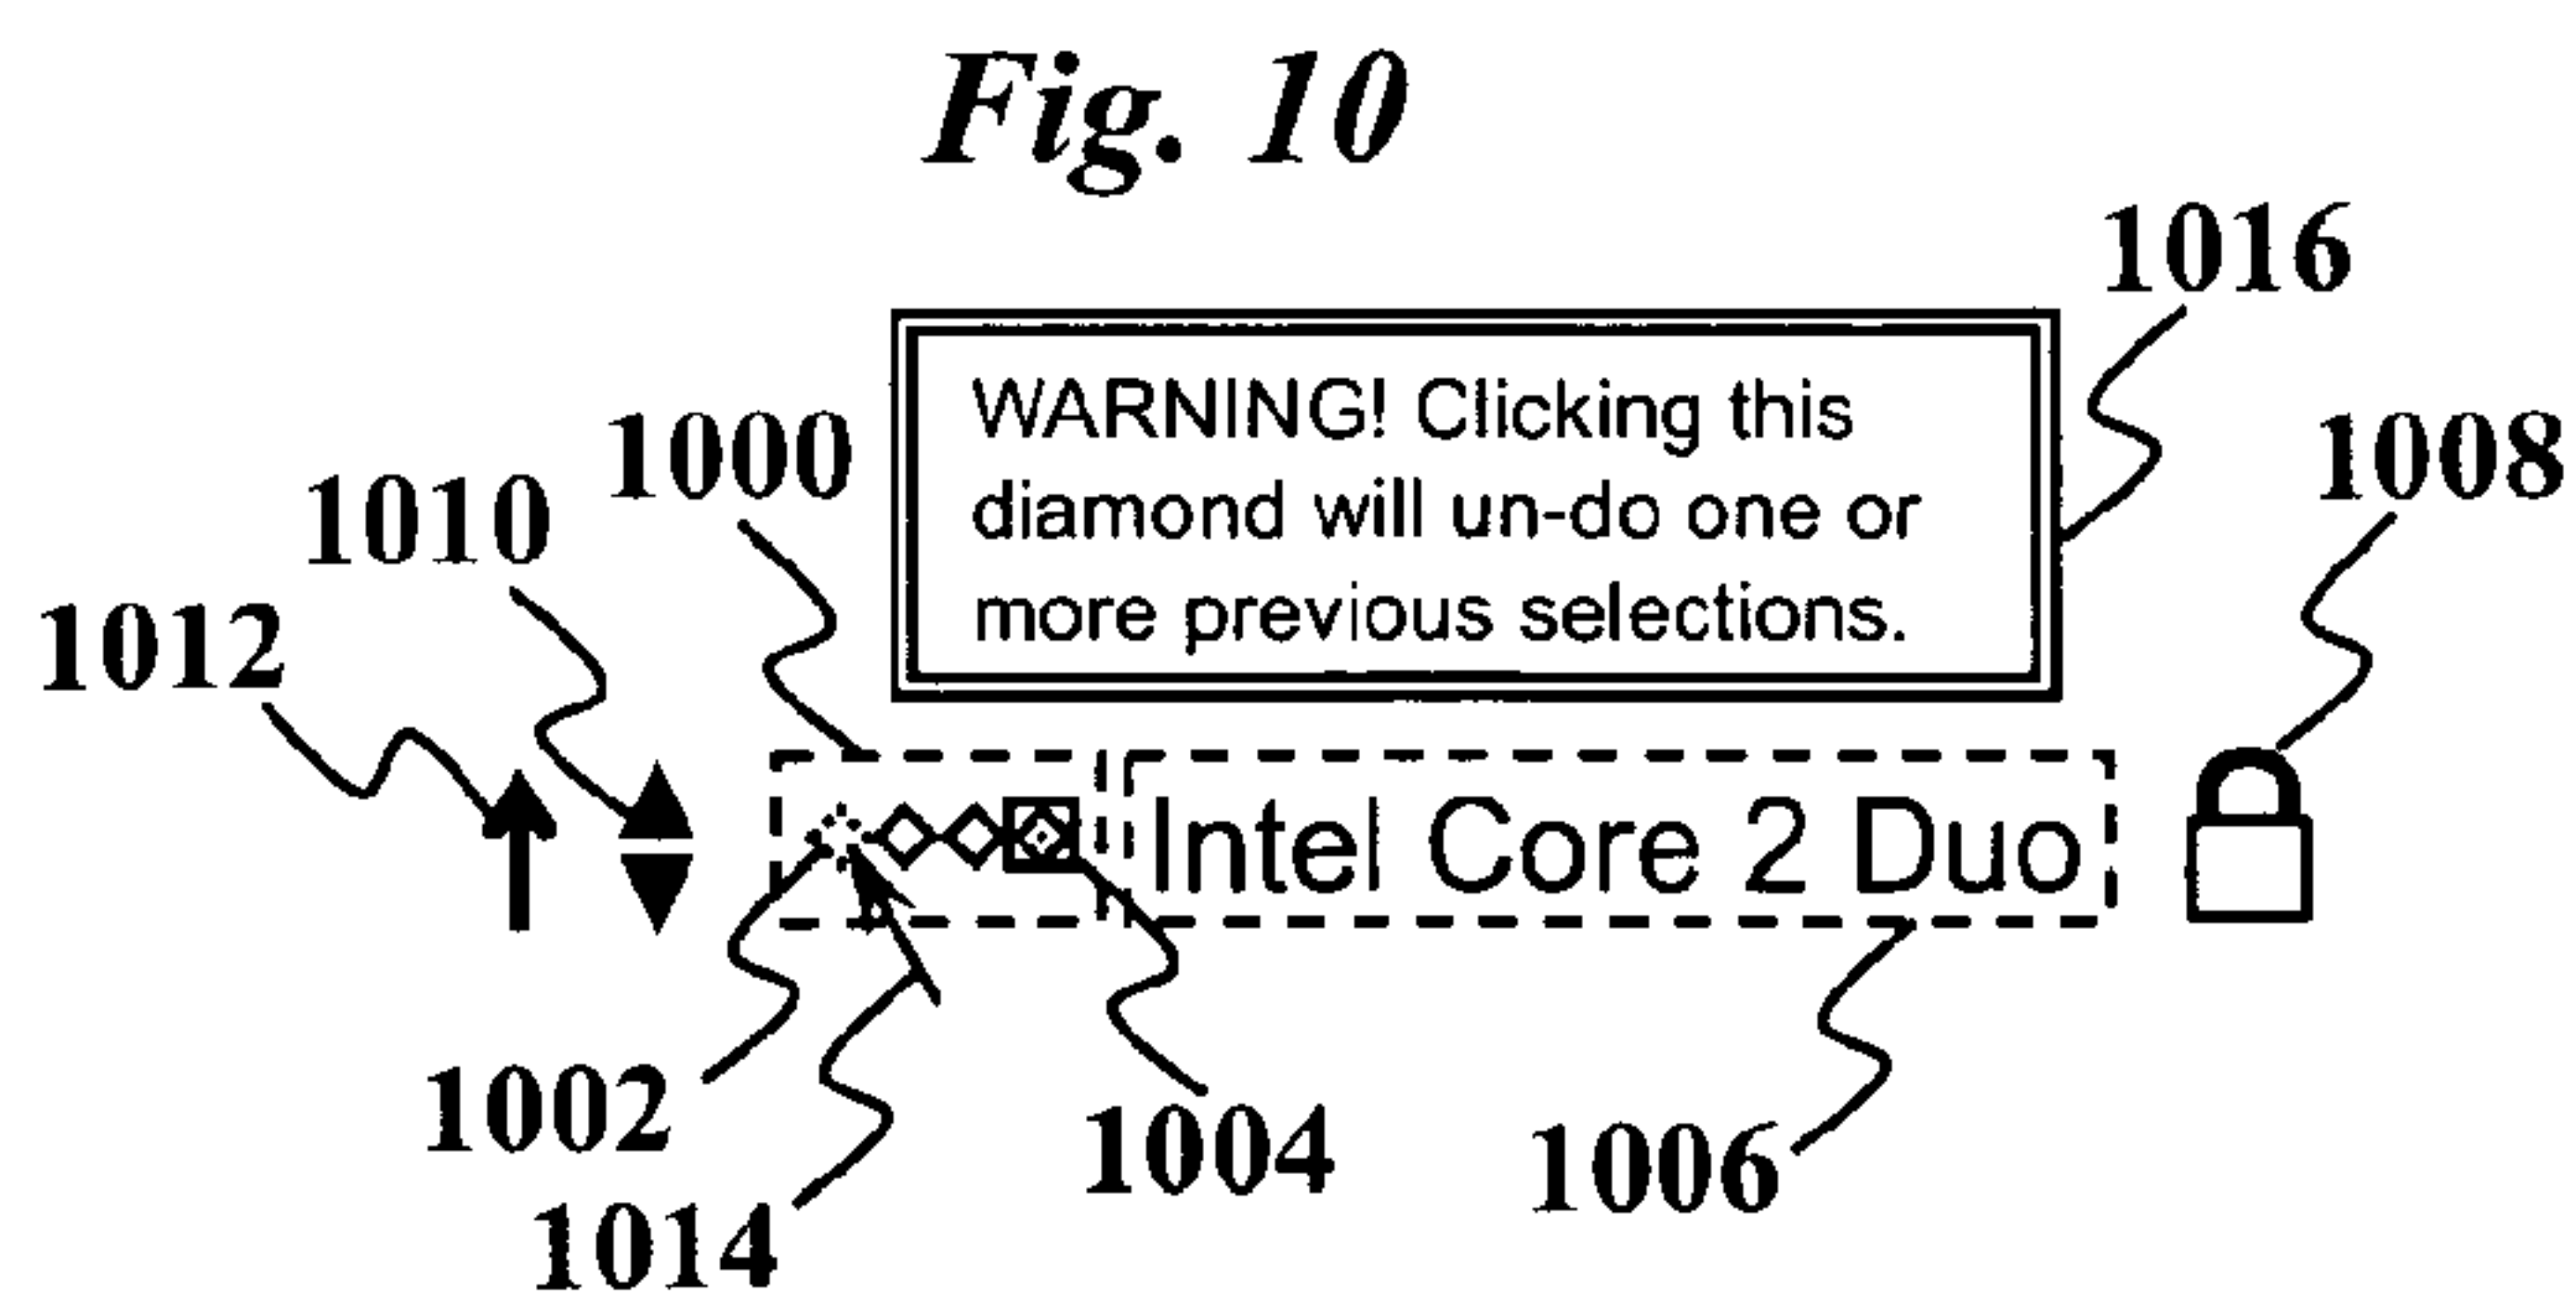 Fig. 10
1016
WARNING! Clicking this
diamond will un-do one or
more previous selections.
1000
1008
1010
1012
Intel Core 2 Duo
1002
1004
1006
1014